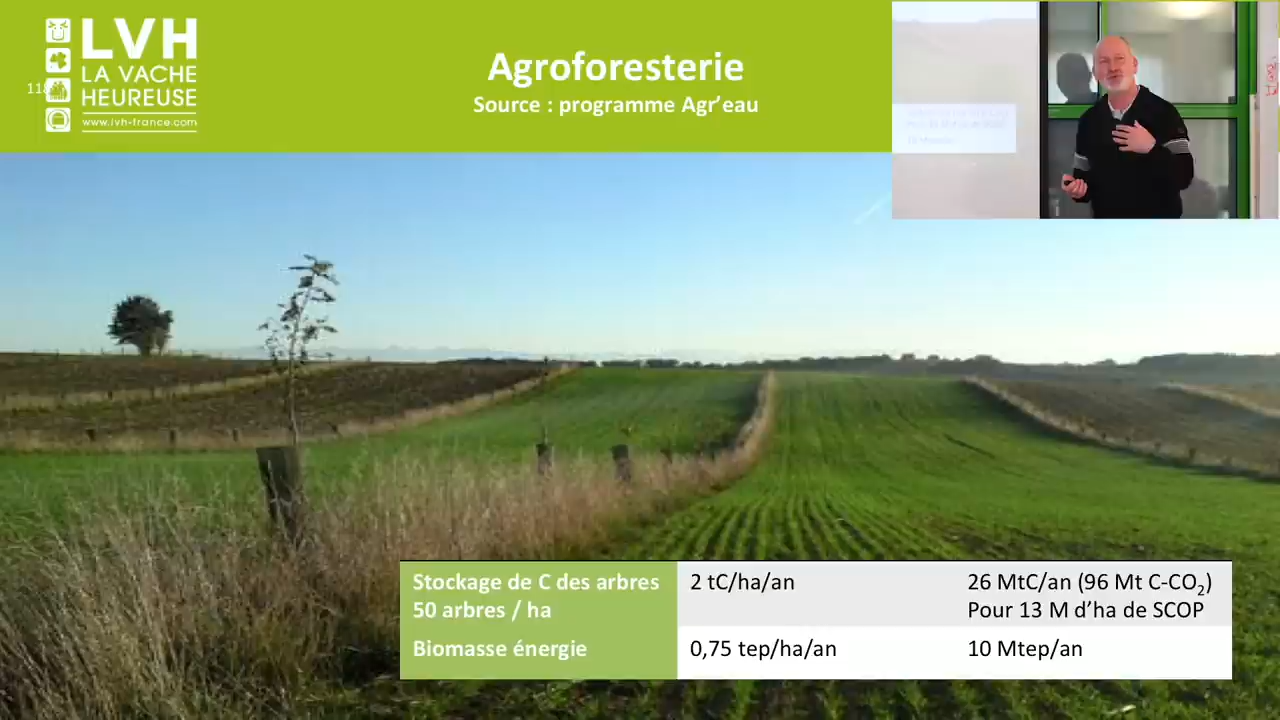 LVH
LA VACHE
HEUREUSE
www.lvh-france.com
Agroforesterie
Source : programme Agr’eau
Stockage de C des arbres
50 arbres / ha
2 tC/ha/an
26 MtC/an (96 Mt C-CO₂)
Pour 13 M d’ha de SCOP
Biomasse énergie
0,75 tep/ha/an
10 Mtep/an